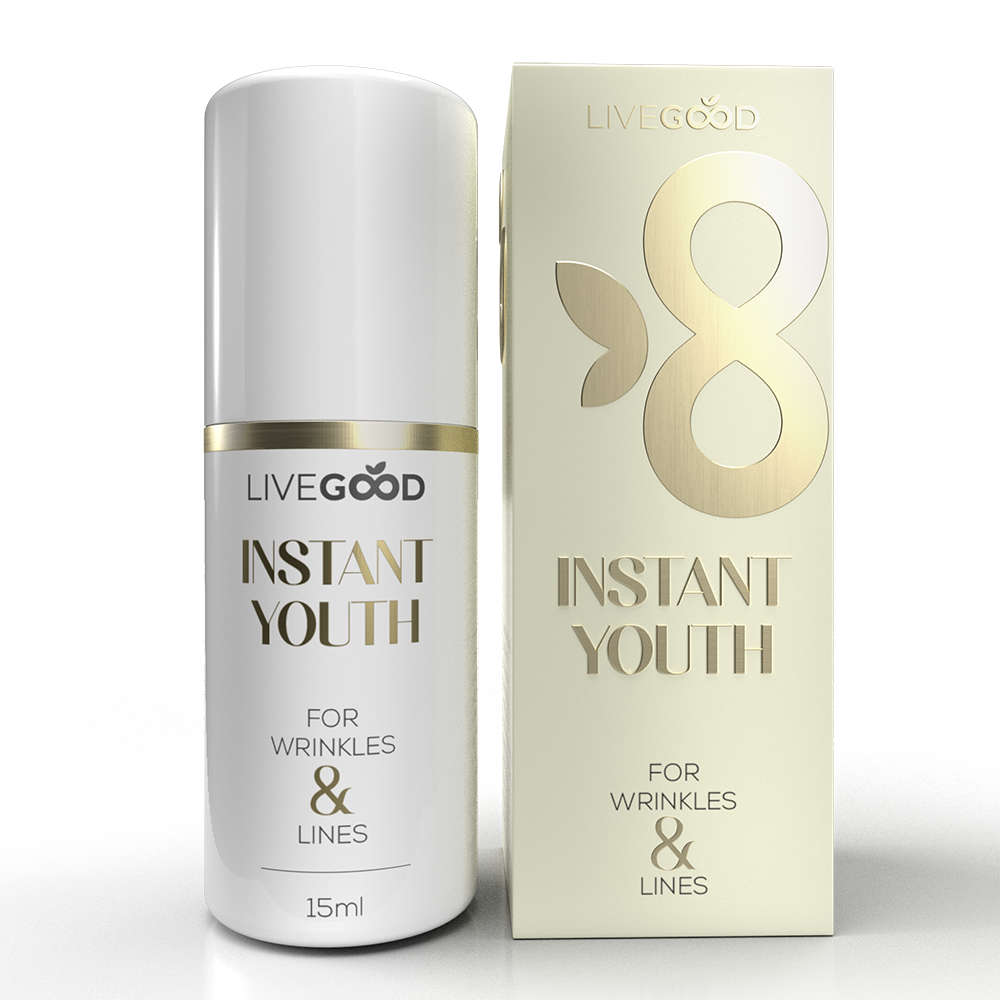 LIVEGOOD
INSTANT
YOUTH
FOR
WRINKLES
&
LINES
15ml
LIVEGOOD
8
INSTANT
YOUTH
FOR
WRINKLES
&
LINES